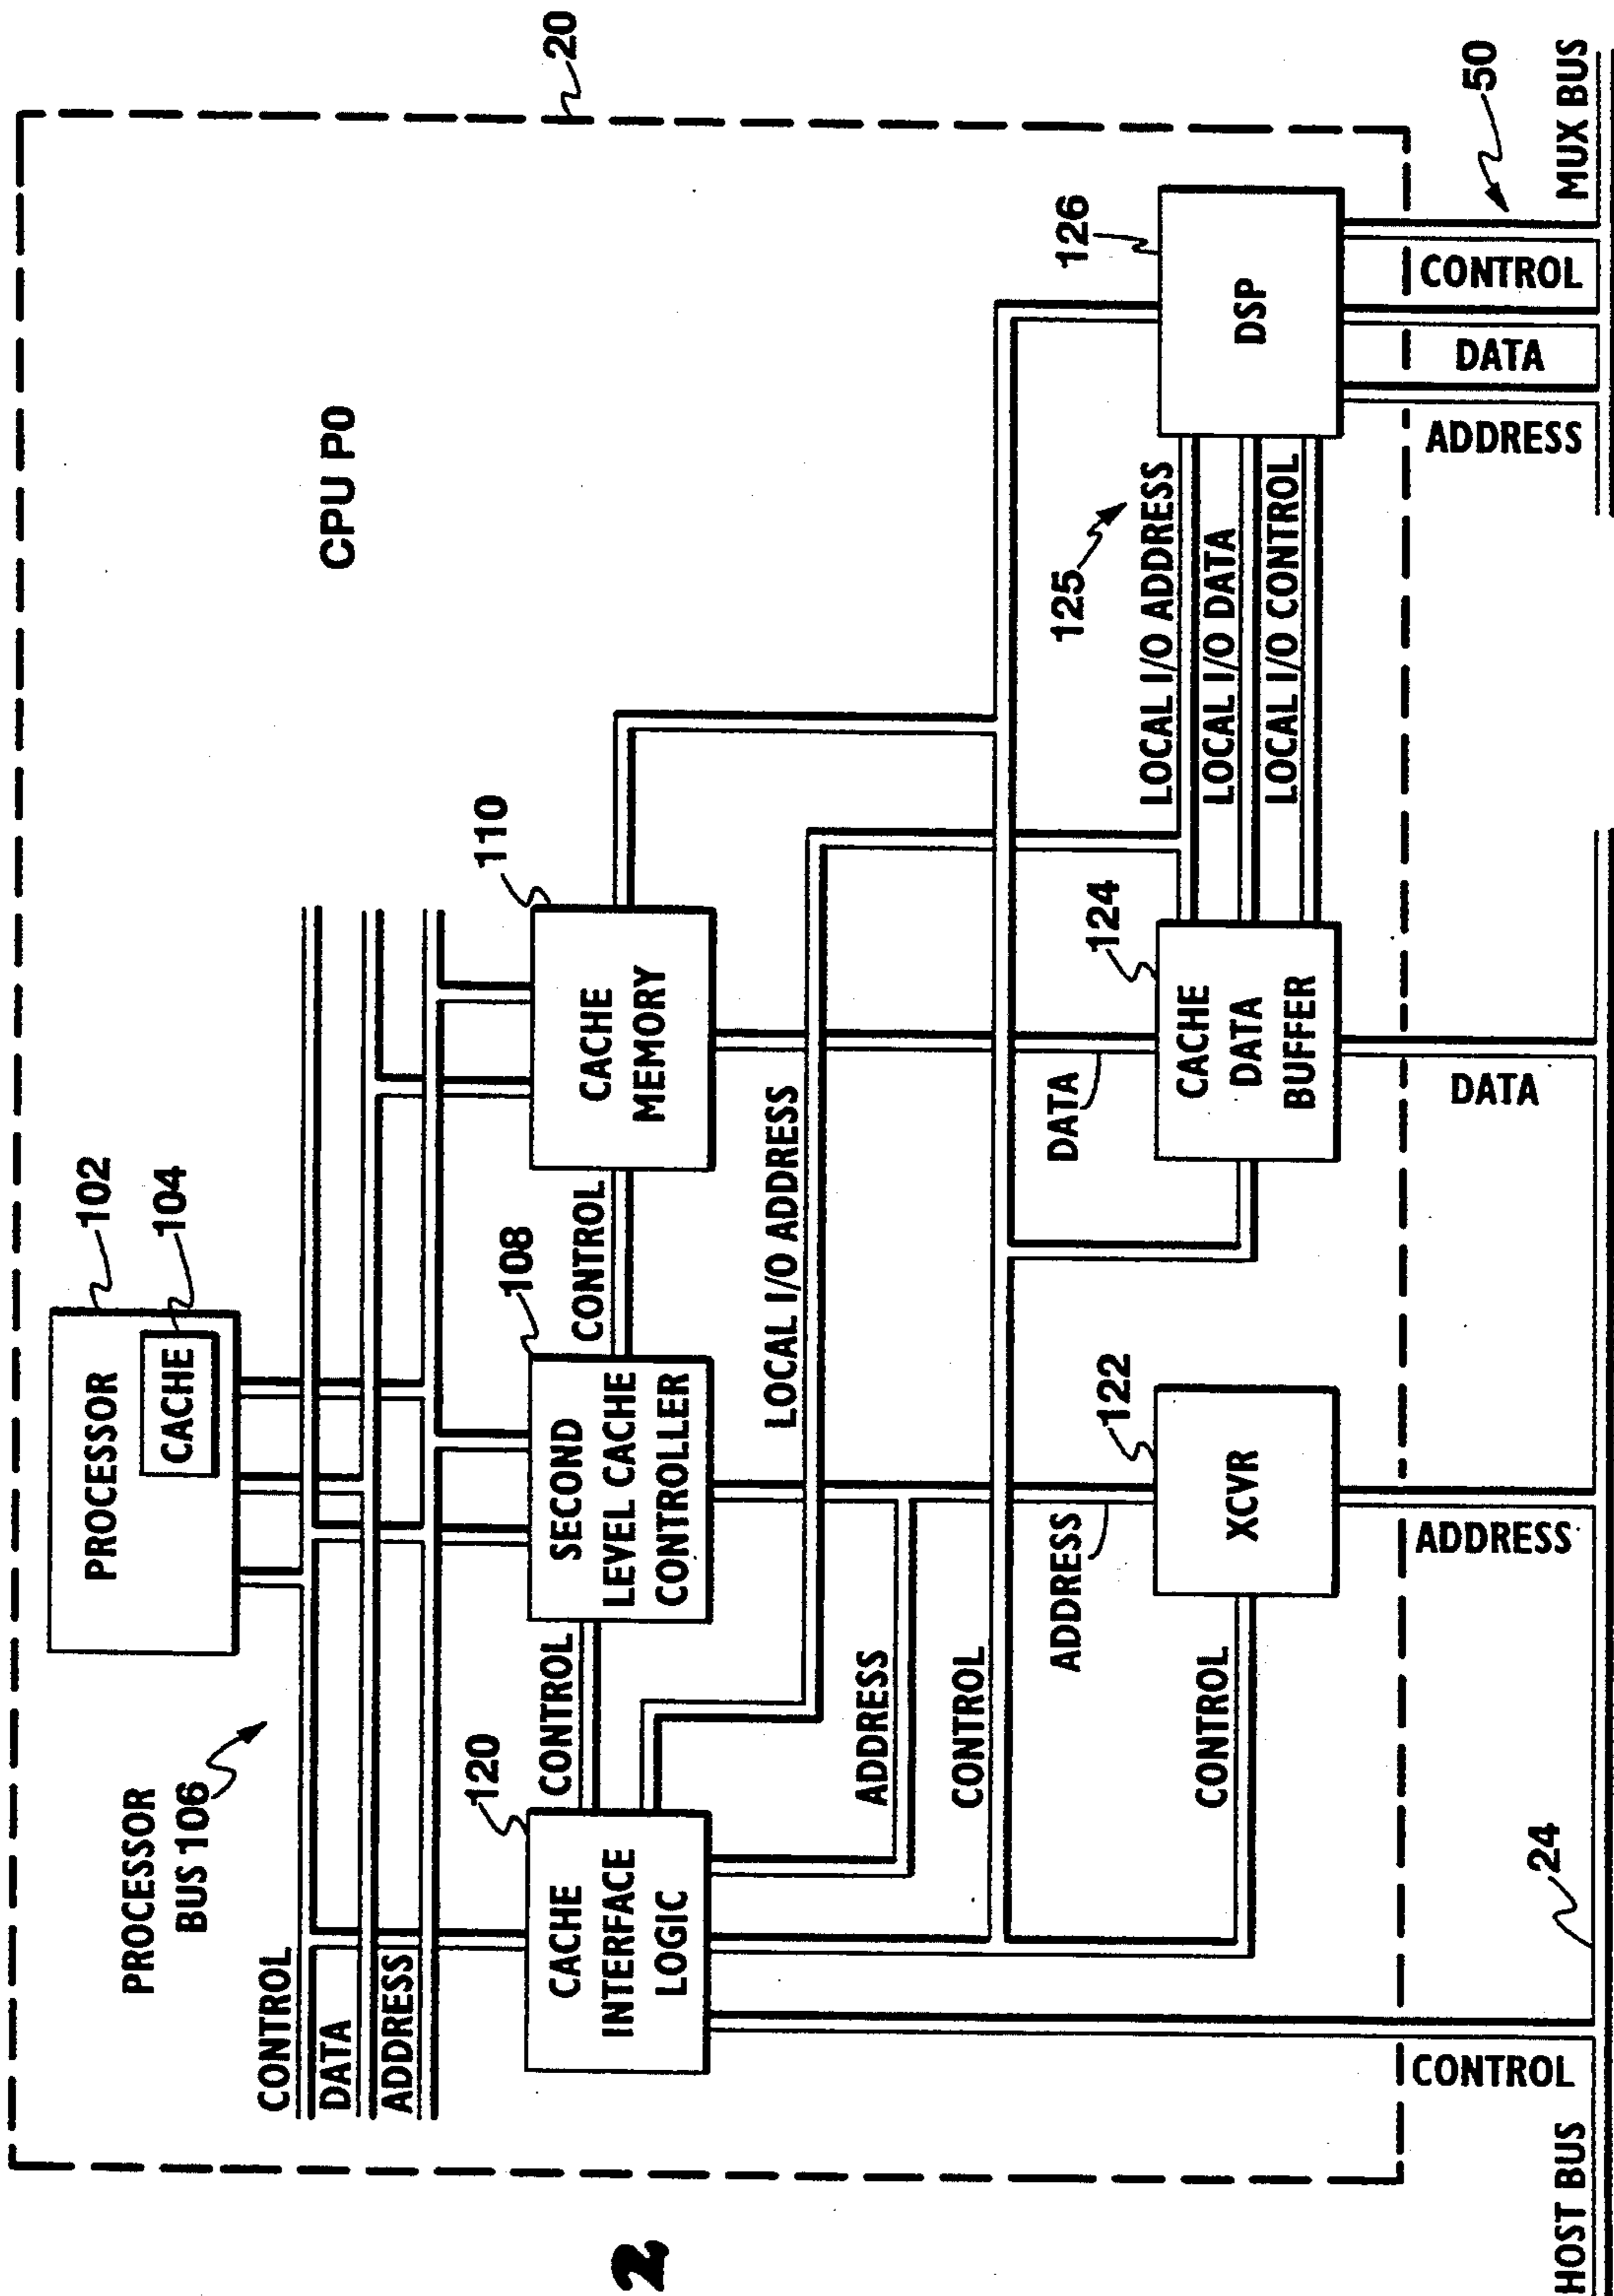 20
CPU P0
PROCESSOR
CACHE
102
104
PROCESSOR
BUS 106
CONTROL
DATA
ADDRESS
120
CACHE
INTERFACE
LOGIC
CONTROL
108
SECOND
LEVEL CACHE
CONTROLLER
CONTROL
110
CACHE
MEMORY
LOCAL I/O ADDRESS
ADDRESS
CONTROL
ADDRESS
DATA
CONTROL
122
XCVR
124
CACHE
DATA
BUFFER
125
LOCAL I/O ADDRESS
LOCAL I/O DATA
LOCAL I/O CONTROL
126
DSP
CONTROL
ADDRESS
DATA
ADDRESS
DATA
CONTROL
50
24
HOST BUS
MUX BUS
2